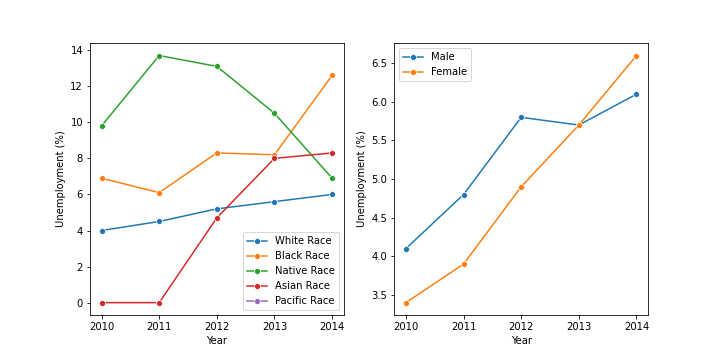 14
12
10
8
6
4
2
0
Unemployment (%)
2010 2011 2012 2013 2014
Year
White Race
Black Race
Native Race
Asian Race
Pacific Race
6.5
6.0
5.5
5.0
4.5
4.0
3.5
Unemployment (%)
2010 2011 2012 2013 2014
Year
Male
Female